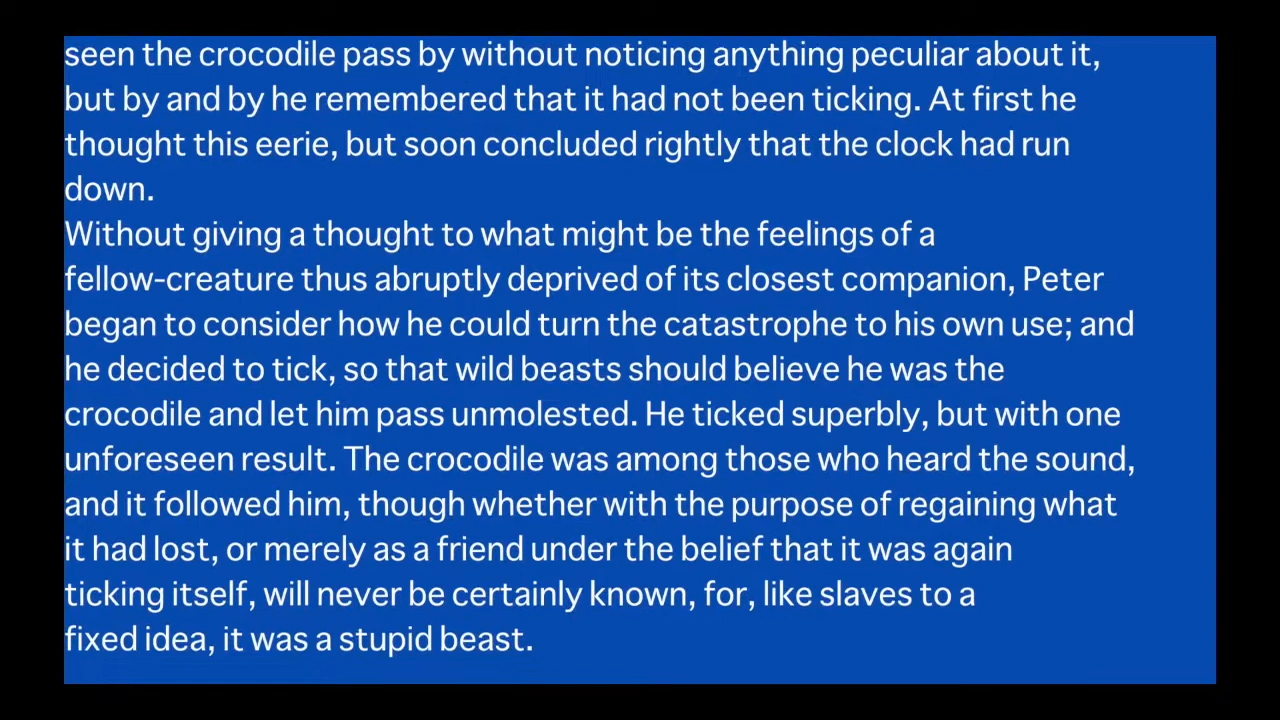 seen the crocodile pass by without noticing anything peculiar about it,
but by and by he remembered that it had not been ticking. At first he
thought this eerie, but soon concluded rightly that the clock had run
down.
Without giving a thought to what might be the feelings of a
fellow-creature thus abruptly deprived of its closest companion, Peter
began to consider how he could turn the catastrophe to his own use; and
he decided to tick, so that wild beasts should believe he was the
crocodile and let him pass unmolested. He ticked superbly, but with one
unforeseen result. The crocodile was among those who heard the sound,
and it followed him, though whether with the purpose of regaining what
it had lost, or merely as a friend under the belief that it was again
ticking itself, will never be certainly known, for, like slaves to a
fixed idea, it was a stupid beast.